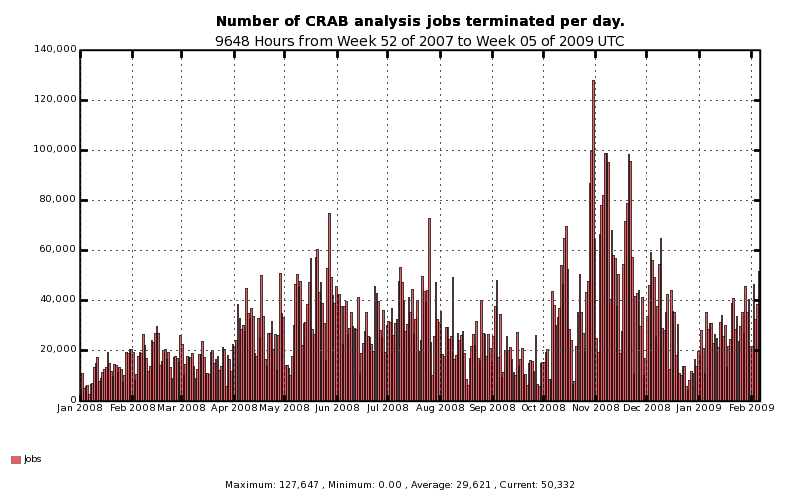 Number of CRAB analysis jobs terminated per day.
9648 Hours from Week 52 of 2007 to Week 05 of 2009 UTC
140,000
120,000
100,000
80,000
60,000
40,000
20,000
0
Jan 2008 Feb 2008 Mar 2008 Apr 2008 May 2008 Jun 2008 Jul 2008 Aug 2008 Sep 2008 Oct 2008 Nov 2008 Dec 2008 Jan 2009 Feb 2009
Jobs
Maximum: 127,647 , Minimum: 0.00 , Average: 29,621 , Current: 50,332